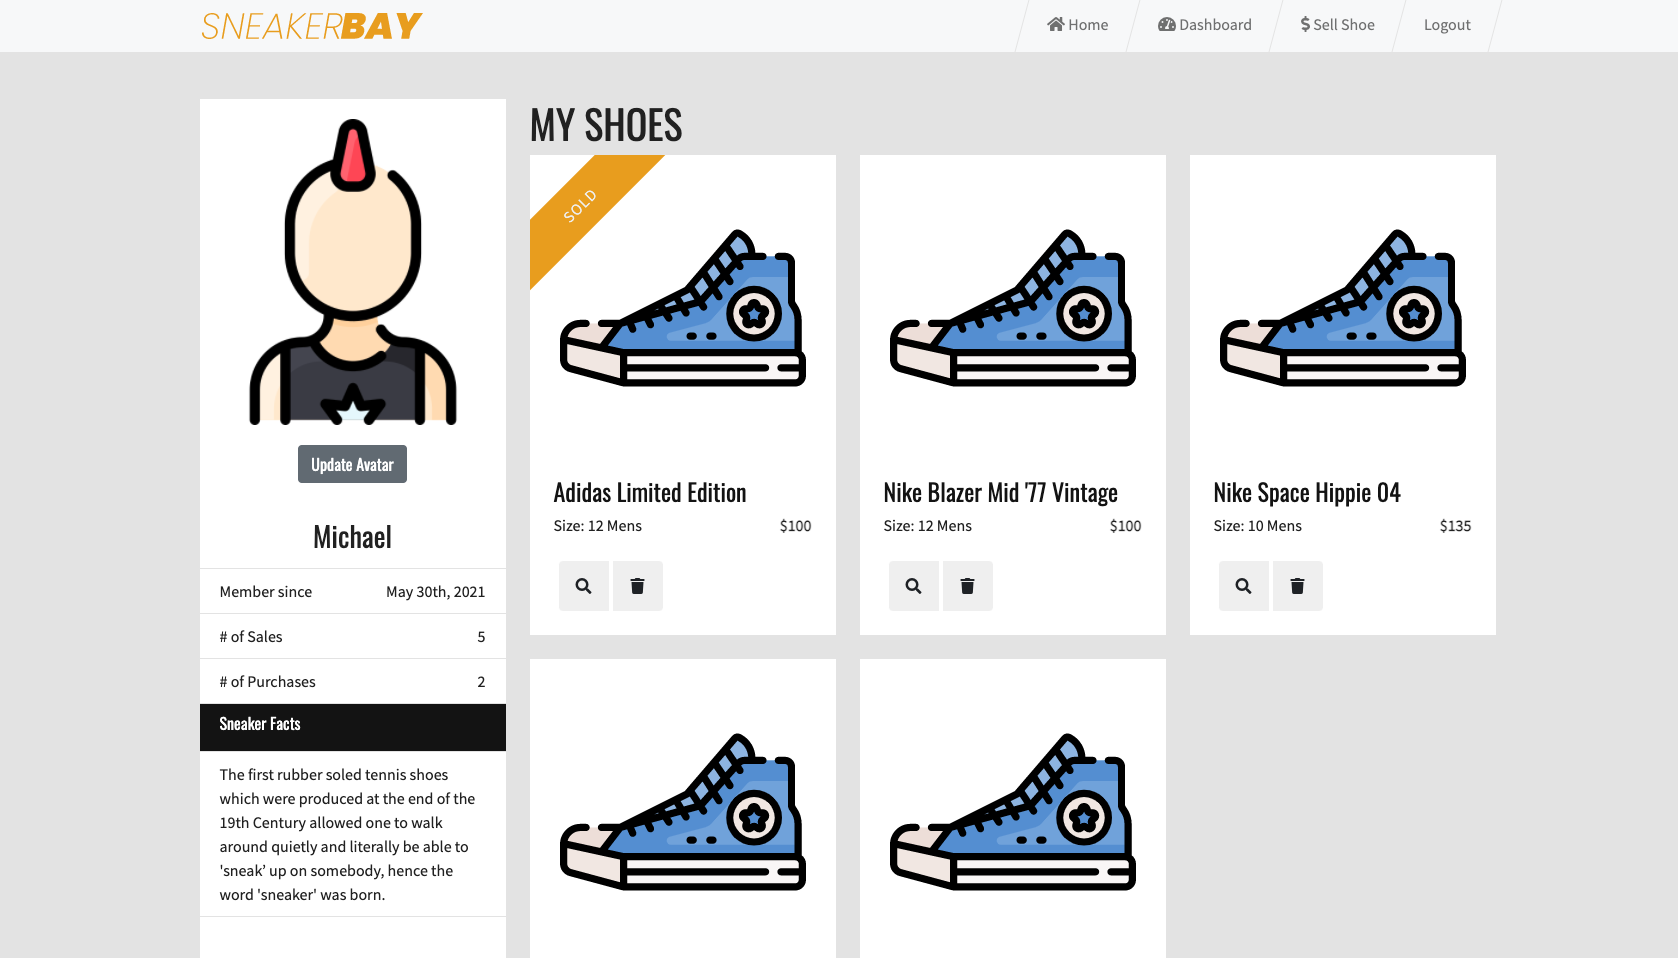 SNEAKERBAY
Home
Dashboard
$ Sell Shoe
Logout
Update Avatar
Michael
Member since May 30th, 2021
# of Sales 5
# of Purchases 2
Sneaker Facts
The first rubber soled tennis shoes
which were produced at the end of the
19th Century allowed one to walk
around quietly and literally be able to
'sneak’ up on somebody, hence the
word 'sneaker' was born.
MY SHOES
SOLD
Adidas Limited Edition
Size: 12 Mens $100
Nike Blazer Mid '77 Vintage
Size: 12 Mens $100
Nike Space Hippie 04
Size: 10 Mens $135